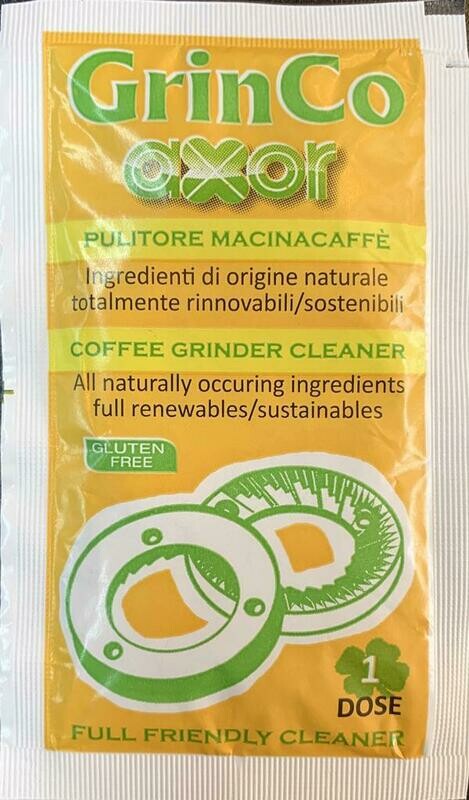 GrinCo
axor
PULITORE MACINACAFFÈ
Ingredienti di origine naturale
totalmente rinnovabili/sostenibili
COFFEE GRINDER CLEANER
All naturally occuring ingredients
full renewables/sustainables
GLUTEN
FREE
1
DOSE
FULL FRIENDLY CLEANER